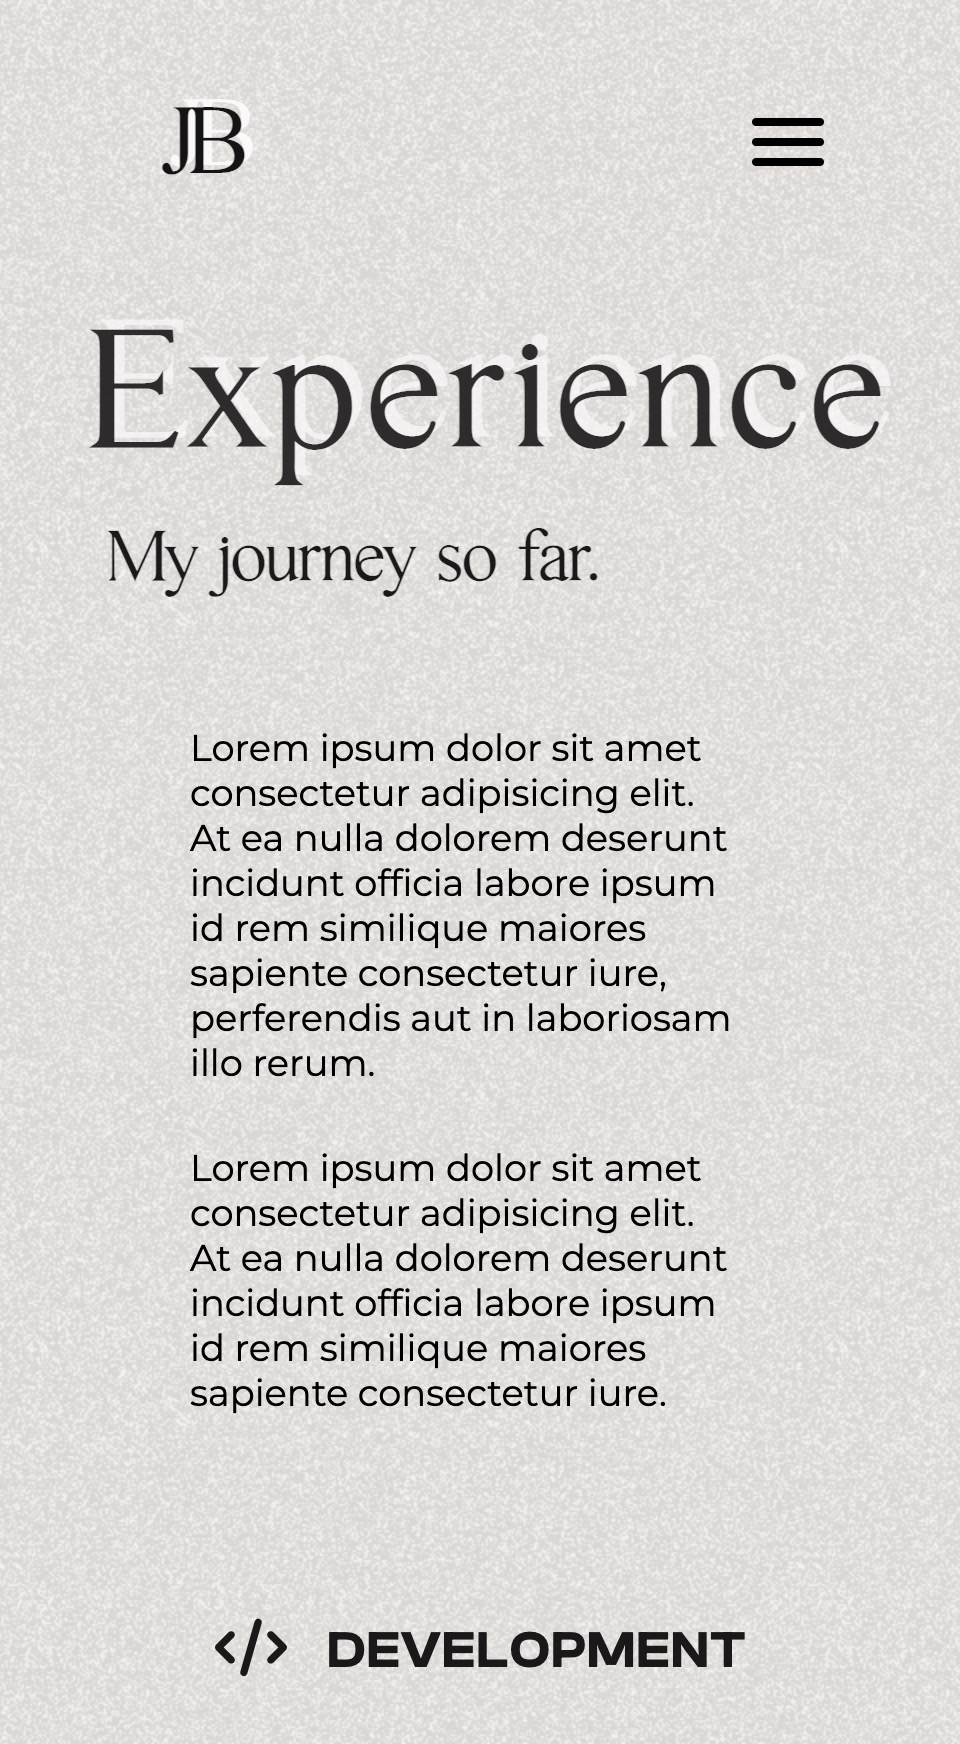 JB
Experience
My journey so far.
Lorem ipsum dolor sit amet
consectetur adipisicing elit.
At ea nulla dolorem deserunt
incidunt officia labore ipsum
id rem similique maiores
sapiente consectetur iure,
perferendis aut in laboriosam
illo rerum.
Lorem ipsum dolor sit amet
consectetur adipisicing elit.
At ea nulla dolorem deserunt
incidunt officia labore ipsum
id rem similique maiores
sapiente consectetur iure.
</> DEVELOPMENT